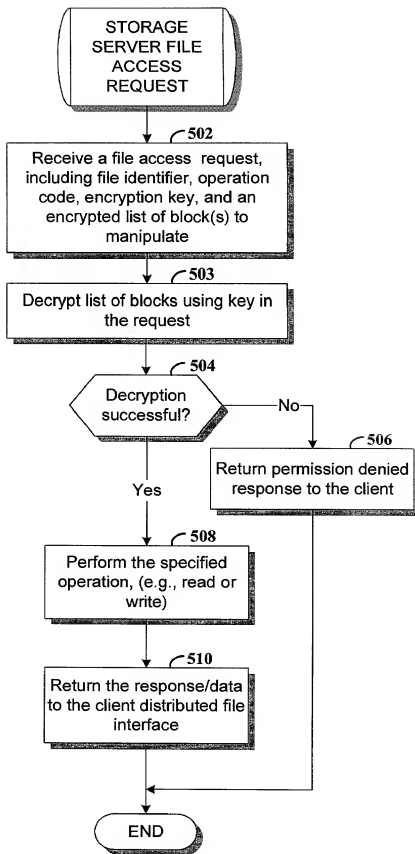 STORAGE
SERVER FILE
ACCESS
REQUEST
502
Receive a file access request,
including file identifier, operation
code, encryption key, and an
encrypted list of block(s) to
manipulate
503
Decrypt list of blocks using key in
the request
504
Decryption
successful?
No
506
Return permission denied
response to the client
Yes
508
Perform the specified
operation, (e.g., read or
write)
510
Return the response/data
to the client distributed file
interface
END